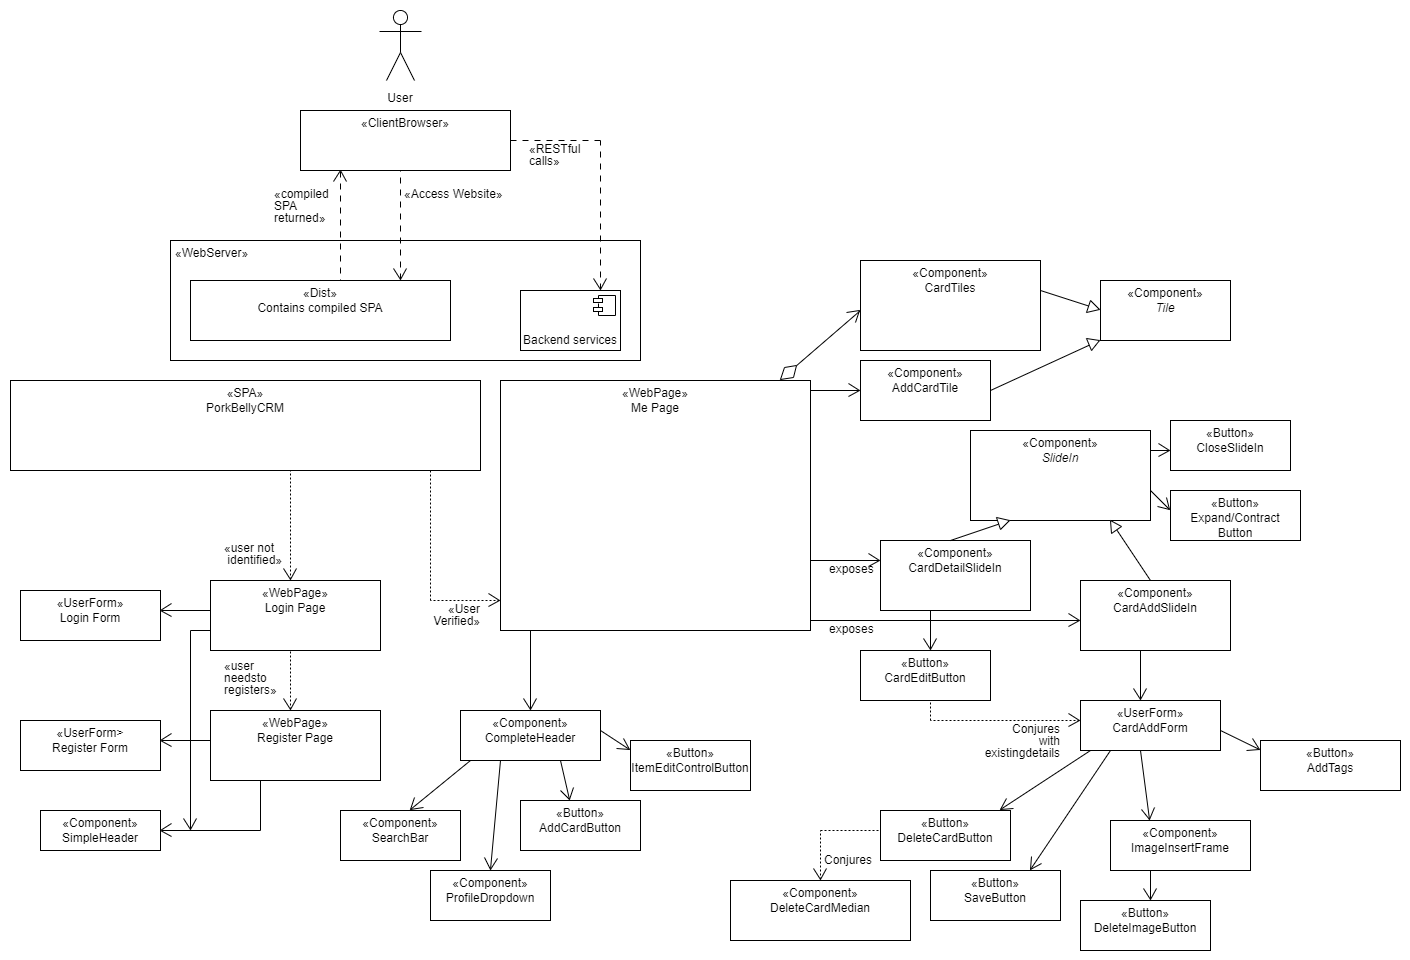 User
«ClientBrowser»
«RESTful
calls»
«compiled
SPA
returned»
«Access Website»
«WebServer»
«Dist»
Contains compiled SPA
Backend services
«Component»
CardTiles
«Component»
Tile
«Component»
AddCardTile
«SPA»
PorkBellyCRM
«WebPage»
Me Page
«Component»
SlideIn
«Button»
CloseSlideIn
«Button»
Expand/Contract
Button
«user not
identified»
exposes
«Component»
CardDetailSlideIn
«UserForm»
Login Form
«WebPage»
Login Page
«User
Verified»
exposes
«Component»
CardAddSlideIn
«user
needsto
registers»
«Button»
CardEditButton
«UserForm>
Register Form
«WebPage»
Register Page
«Component»
CompleteHeader
«Button»
ItemEditControlButton
Conjures
with
existingdetails
«UserForm»
CardAddForm
«Button»
AddTags
«Component»
SimpleHeader
«Component»
SearchBar
«Button»
AddCardButton
«Button»
DeleteCardButton
«Component»
ImageInsertFrame
Conjures
«Component»
ProfileDropdown
«Component»
DeleteCardMedian
«Button»
SaveButton
«Button»
DeleteImageButton